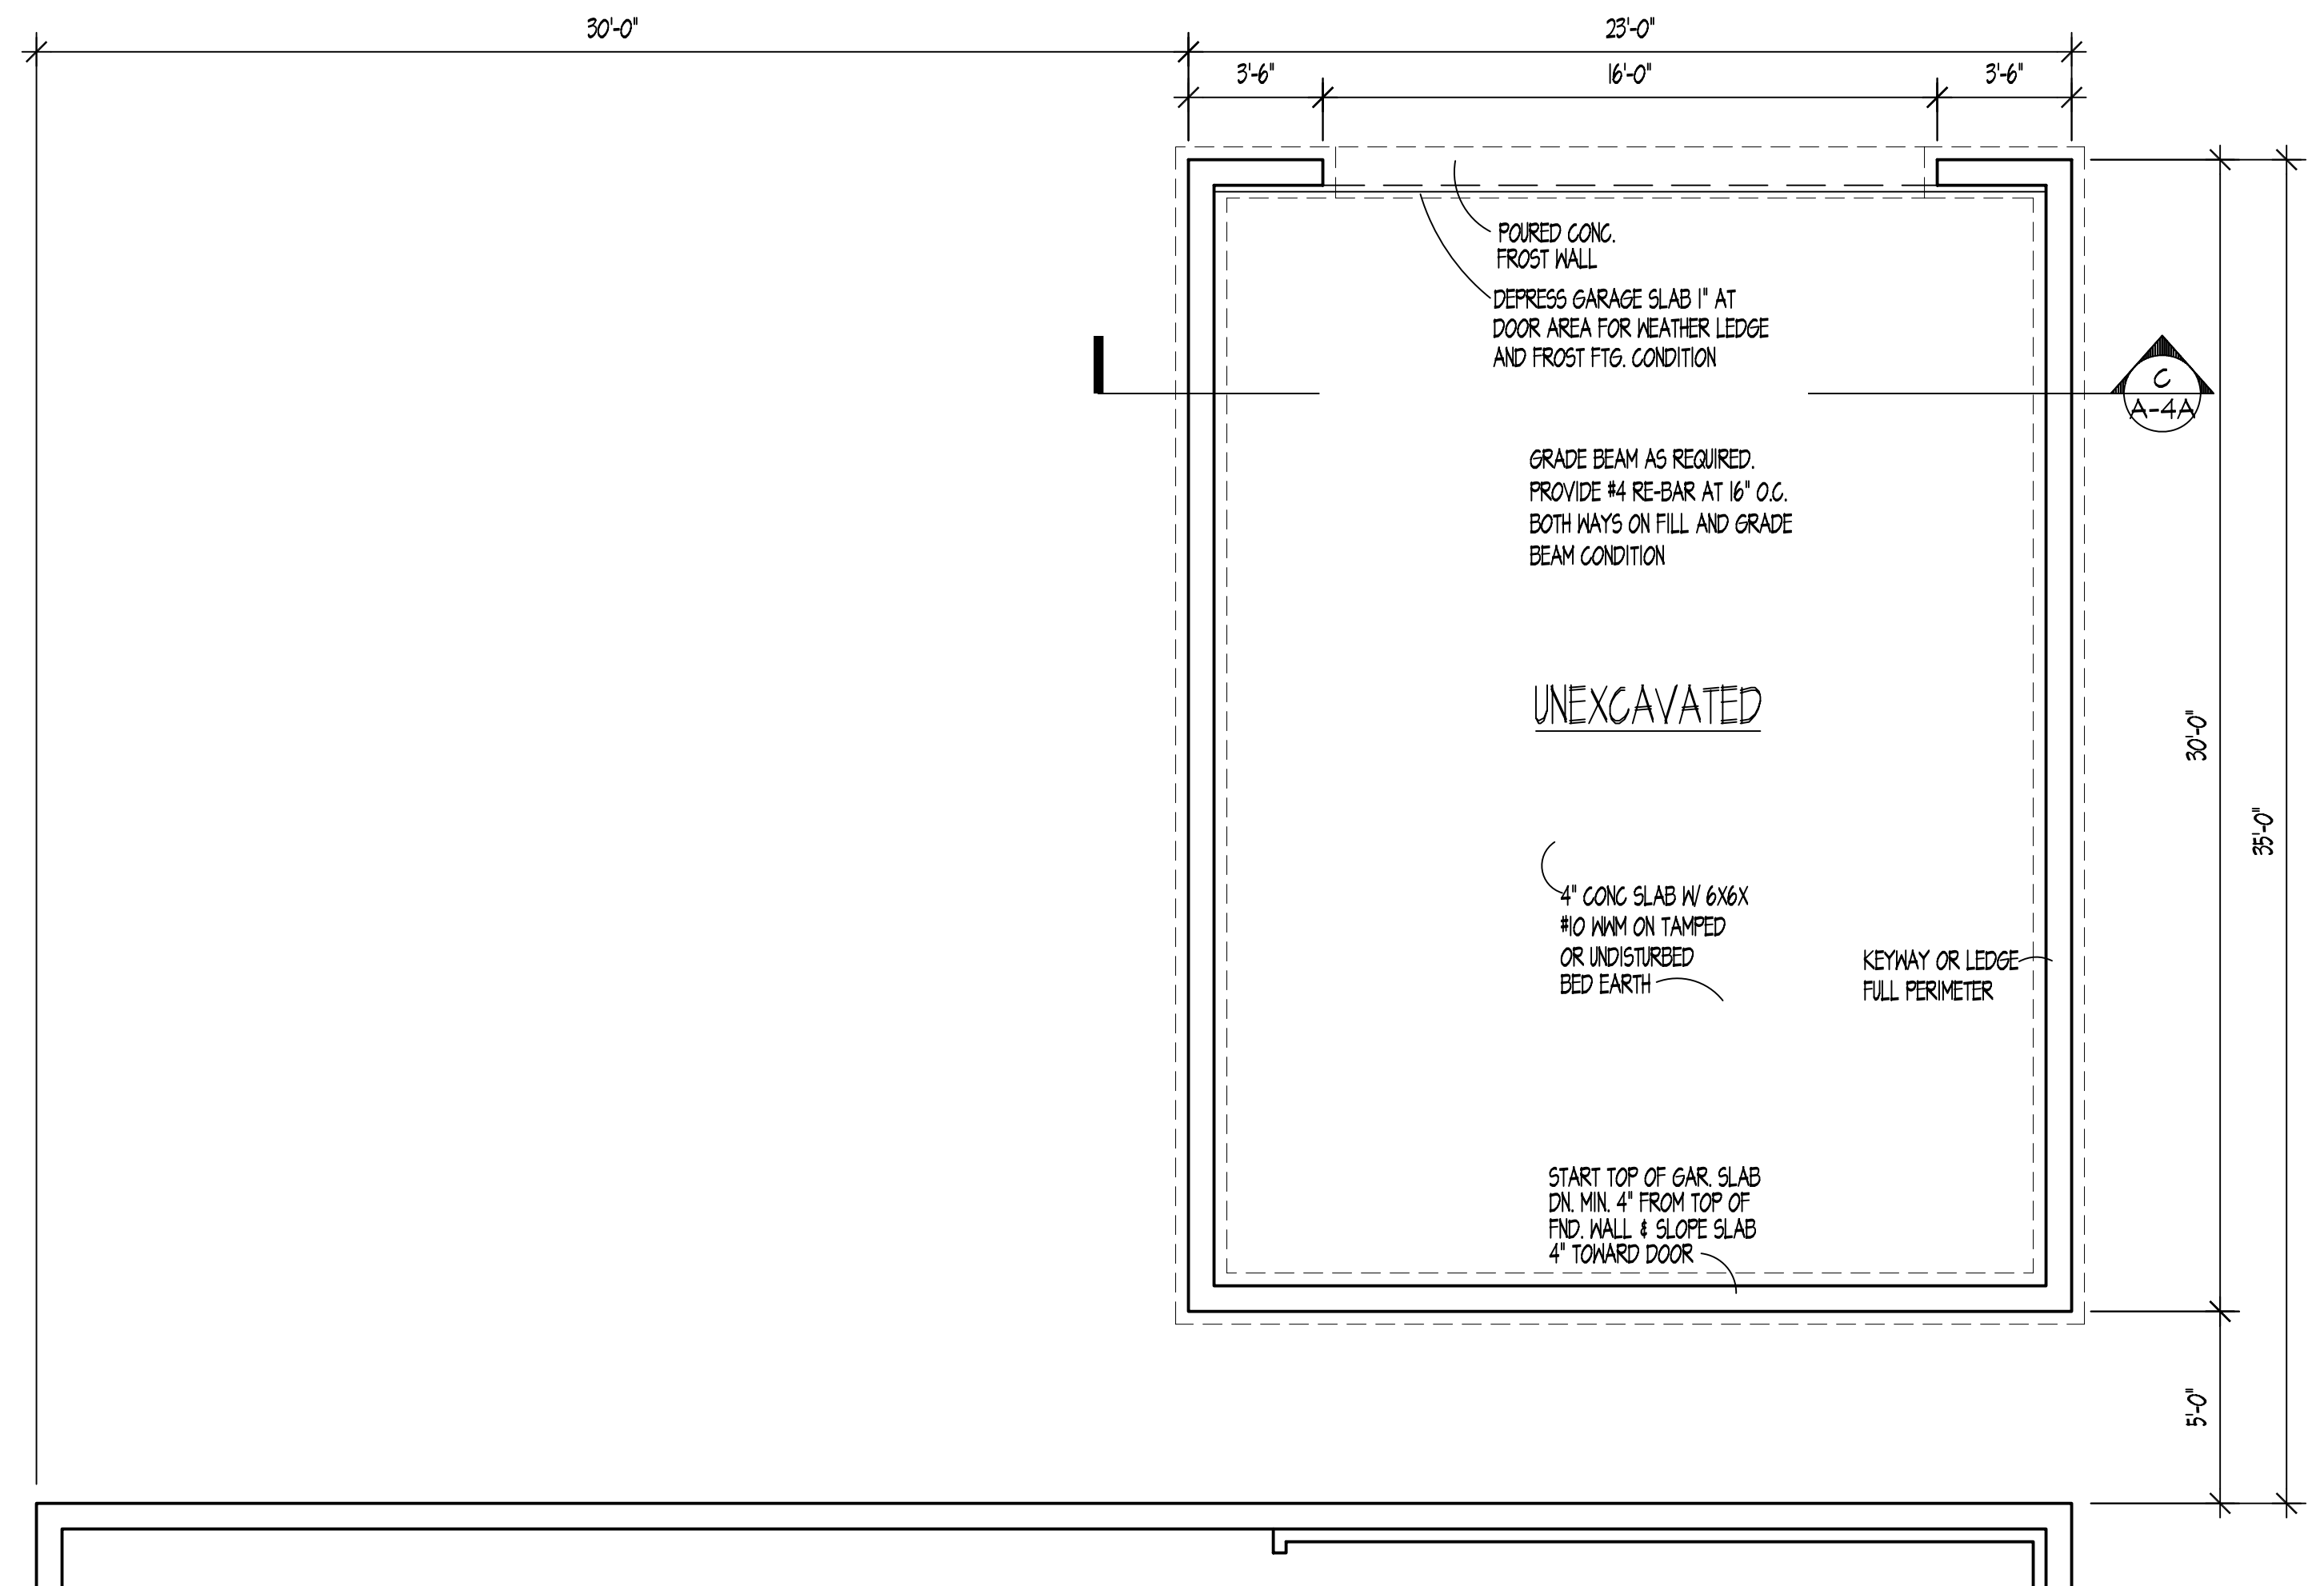 30'-0"
23'-0"
3'-6"
16'-0"
3'-6"
POURED CONC.
FROST WALL
DEPRESS GARAGE SLAB 1" AT
DOOR AREA FOR WEATHER LEDGE
AND FROST FTG. CONDITION
C
A-4A
GRADE BEAM AS REQUIRED.
PROVIDE #4 RE-BAR AT 16" O.C.
BOTH WAYS ON FILL AND GRADE
BEAM CONDITION
UNEXCAVATED
30'-0"
35'-0"
4" CONC SLAB W/ 6X6X
#10 WWM ON TAMPED
OR UNDISTURBED
BED EARTH
KEYWAY OR LEDGE
FULL PERIMETER
START TOP OF GAR. SLAB
DN. MIN. 4" FROM TOP OF
FND. WALL & SLOPE SLAB
4" TOWARD DOOR
5'-0"